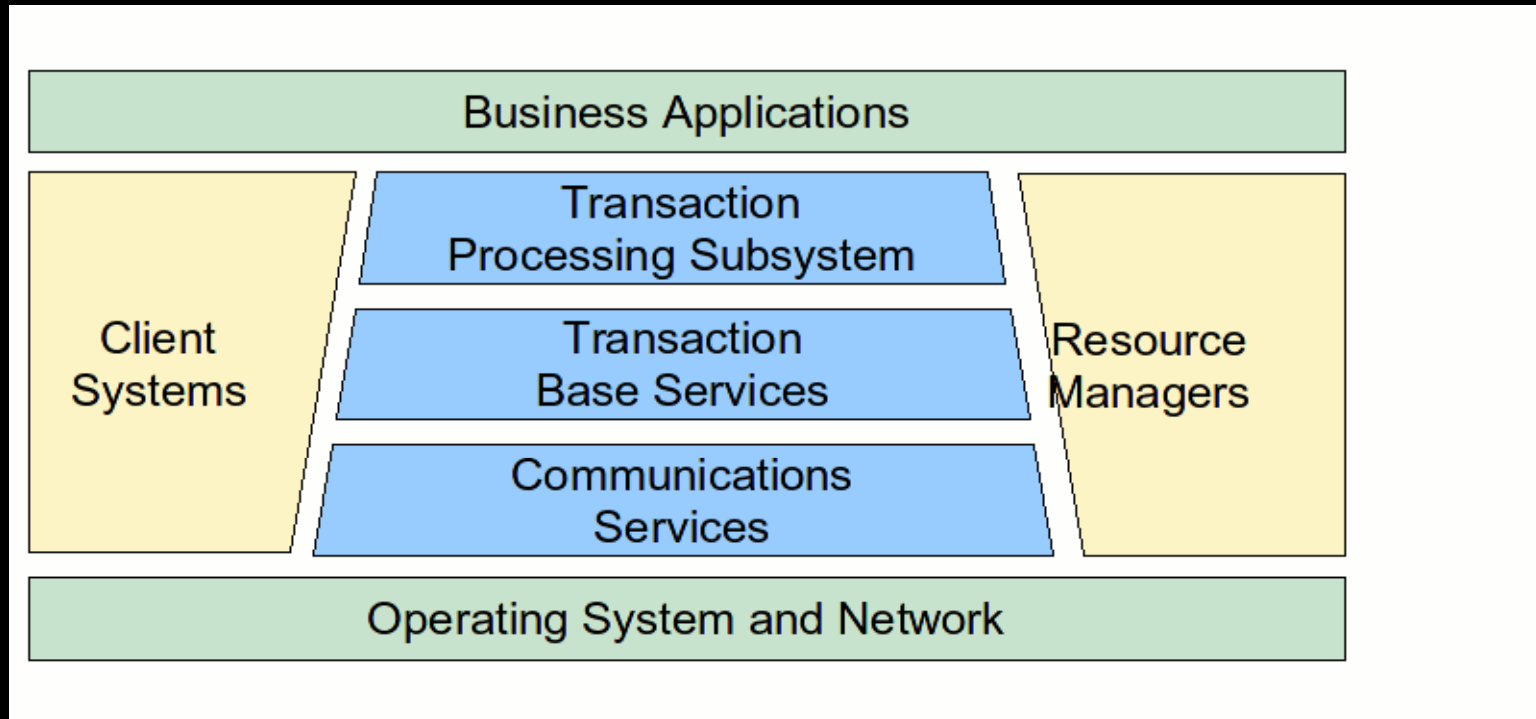 Business Applications
Transaction
Processing Subsystem
Client
Systems
Transaction
Base Services
Resource
Managers
Communications
Services
Operating System and Network